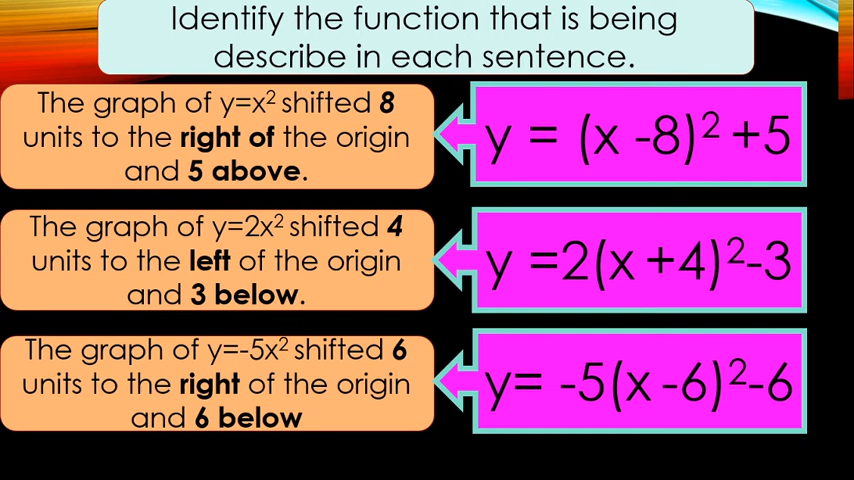 Identify the function that is being
describe in each sentence.
The graph of y=x² shifted 8
units to the right of the origin
and 5 above.
y = (x -8)² +5
The graph of y=2x² shifted 4
units to the left of the origin
and 3 below.
y =2(x +4)²-3
The graph of y=-5x² shifted 6
units to the right of the origin
and 6 below
y= -5(x -6)²-6